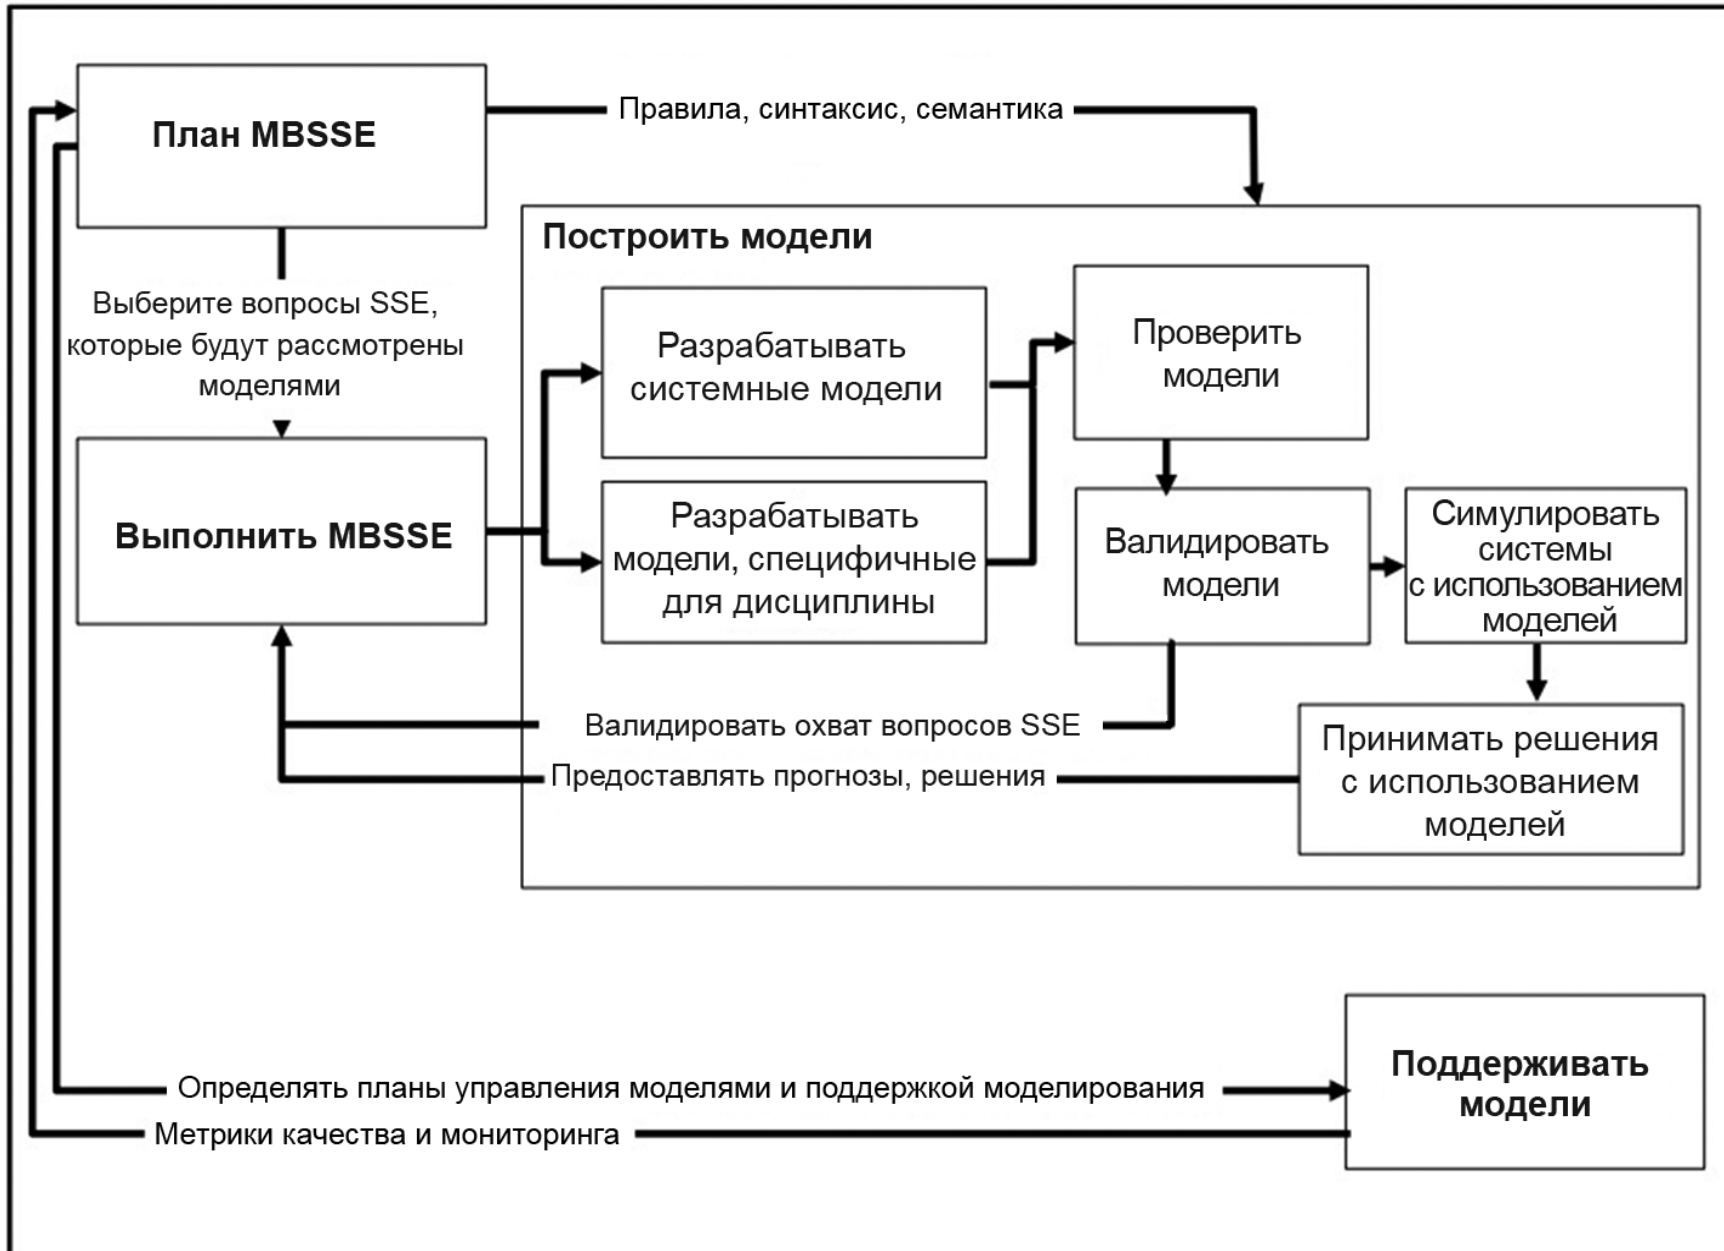 План MBSSE
Правила, синтаксис, семантика
Выберите вопросы SSE,
которые будут рассмотрены
моделями
Выполнить MBSSE
Построить модели
Разрабатывать
системные модели
Разрабатывать
модели, специфичные
для дисциплины
Проверить
модели
Валидировать
модели
Симулировать
системы
с использованием
моделей
Валидировать охват вопросов SSE
Предоставлять прогнозы, решения
Принимать решения
с использованием
моделей
Определять планы управления моделями и поддержкой моделирования
Метрики качества и мониторинга
Поддерживать
модели